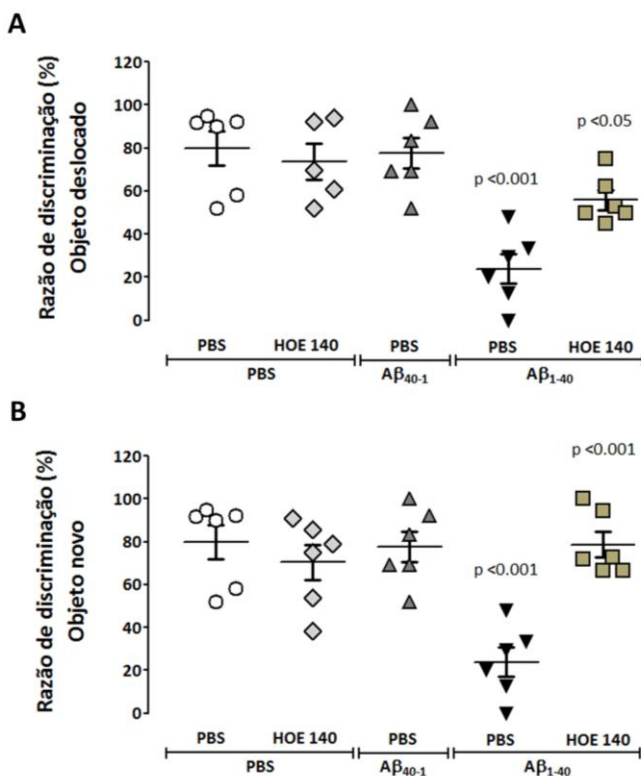 A
Razão de discriminação (%)
Objeto deslocado
120
100
80
60
40
20
0
p <0.001
p <0.05
PBS HOE 140 PBS PBS HOE 140
PBS Aβ40-1 Aβ1-40
B
Razão de discriminação (%)
Objeto novo
120
100
80
60
40
20
0
p <0.001
p <0.001
PBS HOE 140 PBS PBS HOE 140
PBS Aβ40-1 Aβ1-40